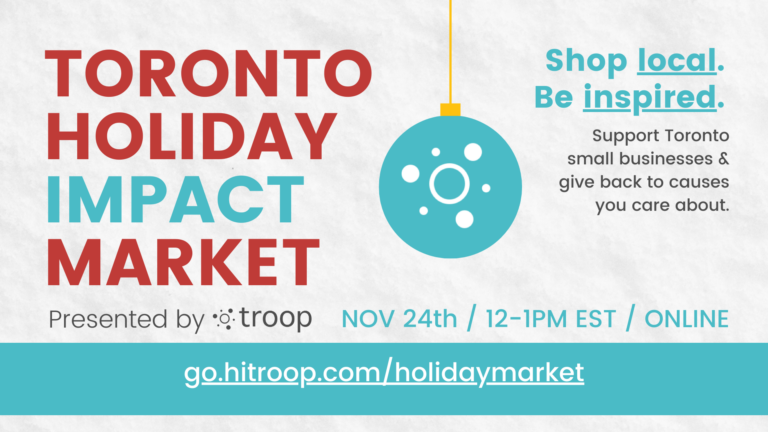 TORONTO
HOLIDAY
IMPACT
MARKET
Shop local.
Be inspired.
Support Toronto
small businesses &
give back to causes
you care about.
Presented by troop
NOV 24th / 12-1PM EST / ONLINE
go.hitroop.com/holidaymarket